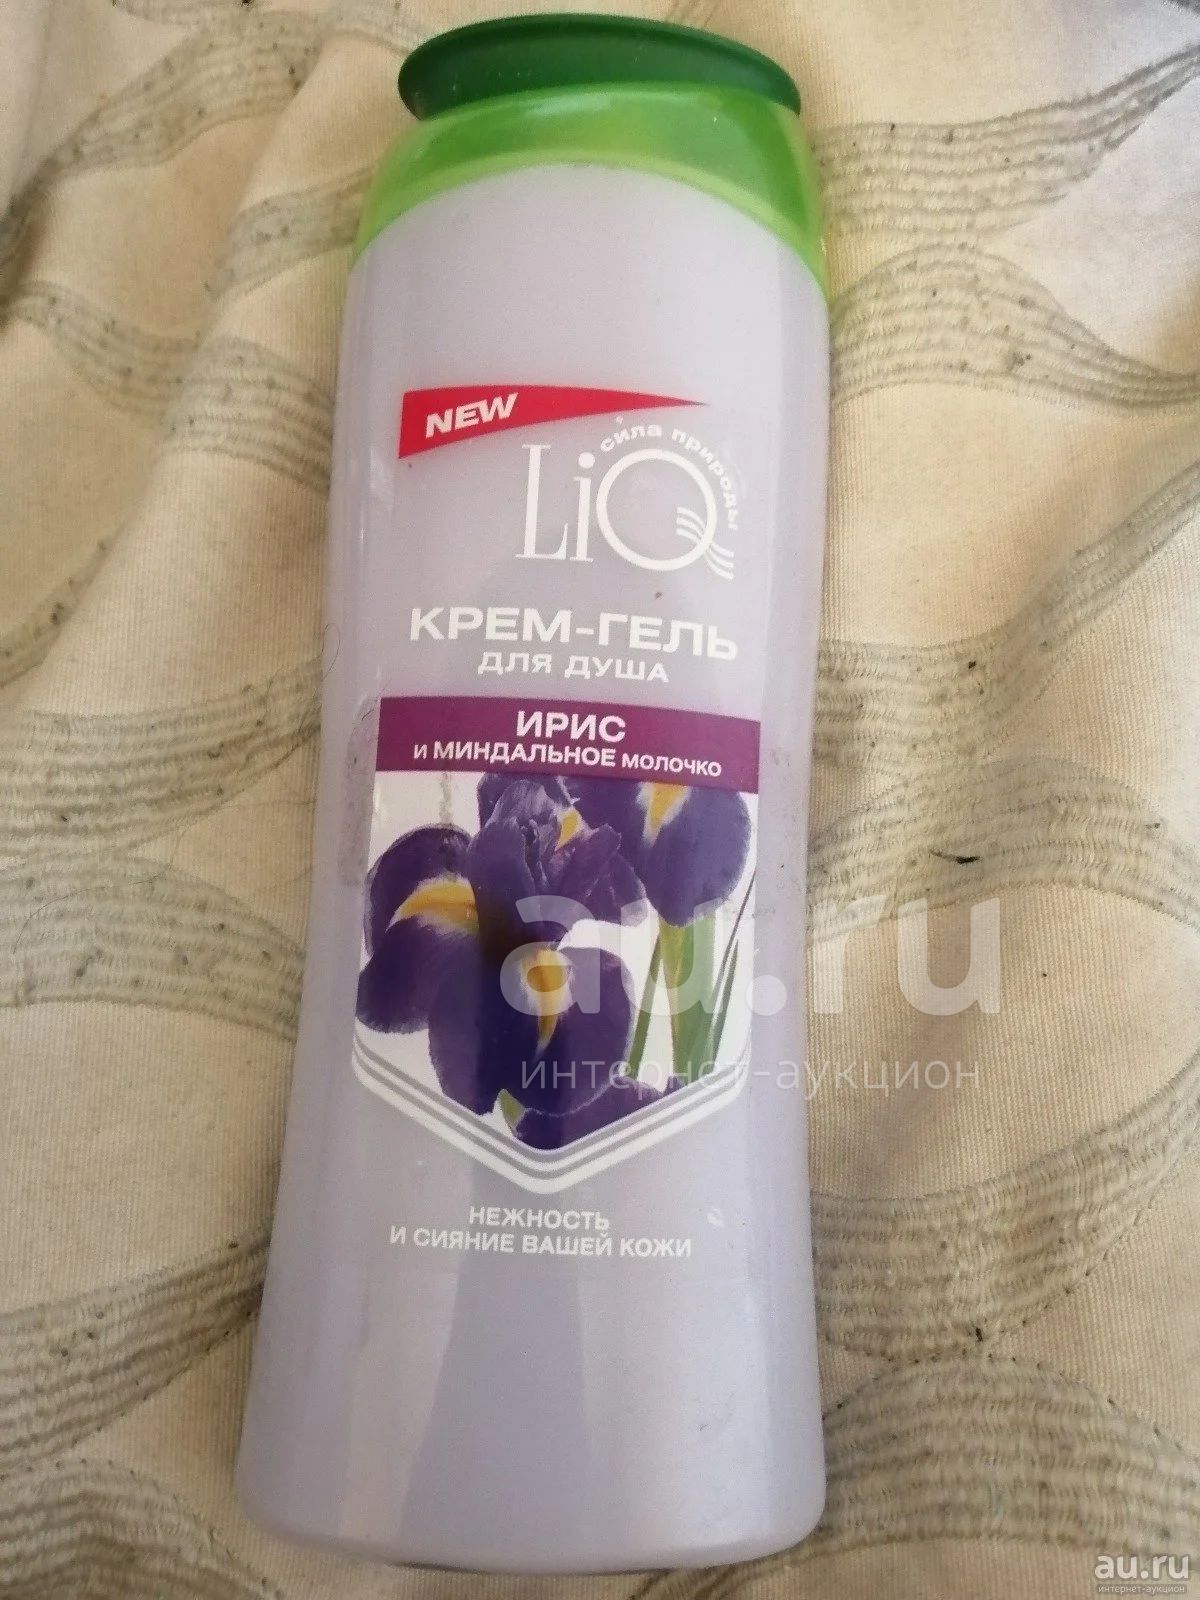 NEW
сила природы
LiQ
КРЕМ-ГЕЛЬ
ДЛЯ ДУША
ИРИС
и МИНДАЛЬНОЕ МОЛОЧКО
au.ru
интернет-аукцион
НЕЖНОСТЬ
И СИЯНИЕ ВАШЕЙ КОЖИ
au.ru
интернет-аукцион